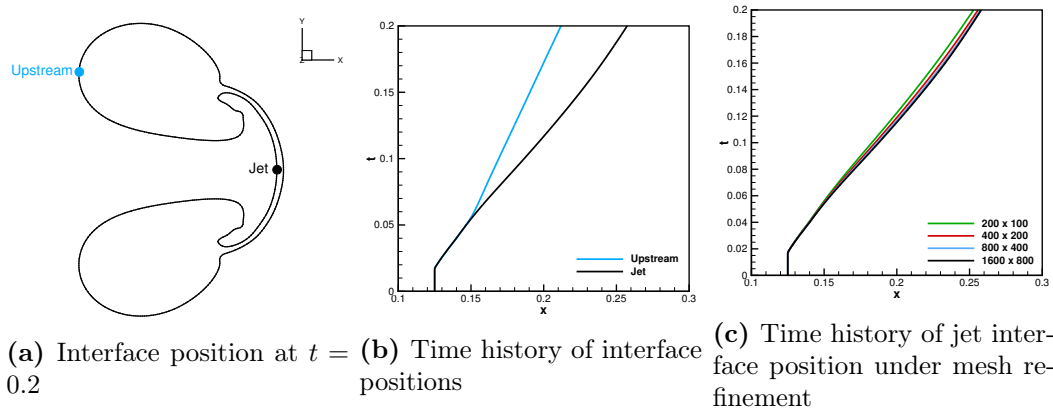 Upstream
Jet
Y
Z
X
t
0.2
0.15
0.1
0.05
0
0.1
0.15
0.2
0.25
0.3
x
Upstream
Jet
t
0.2
0.18
0.16
0.14
0.12
0.1
0.08
0.06
0.04
0.02
0
0.1
0.15
0.2
0.25
0.3
x
200 x 100
400 x 200
800 x 400
1600 x 800
(a) Interface position at t =
0.2
(b) Time history of interface
positions
(c) Time history of jet inter-
face position under mesh re-
finement